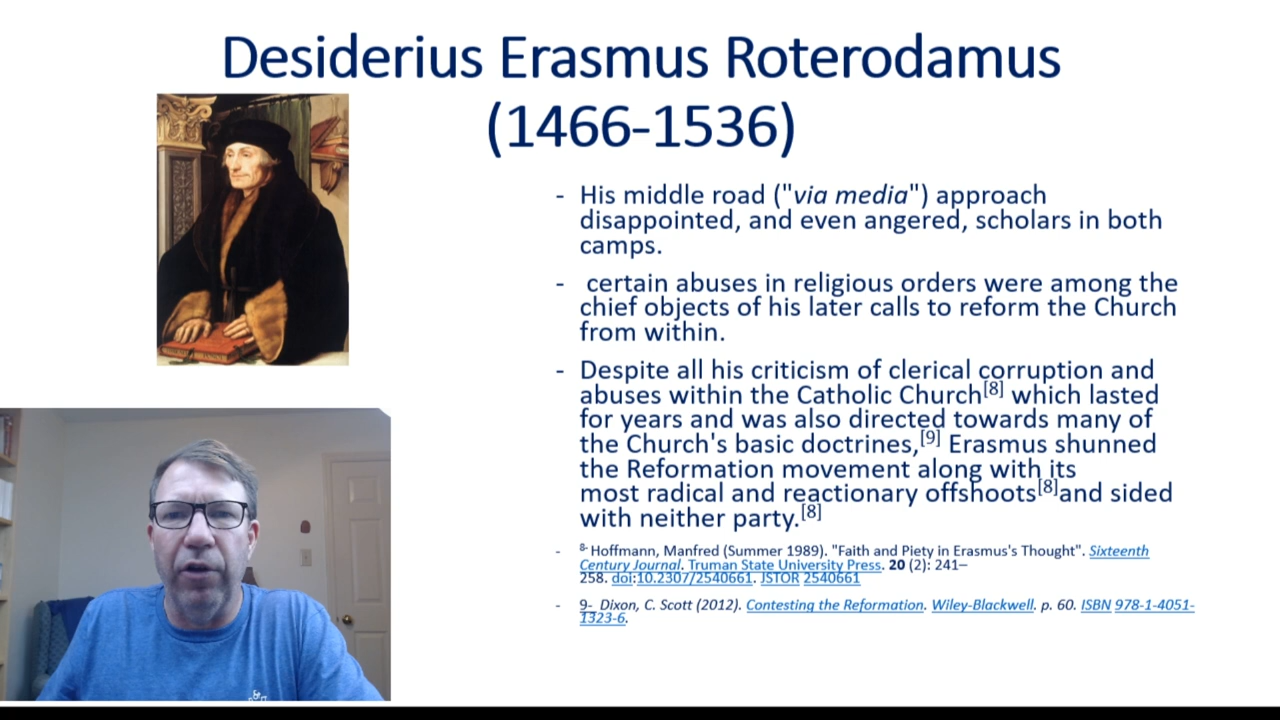 Desiderius Erasmus Roterodamus
(1466-1536)
- His middle road ("via media") approach
disappointed, and even angered, scholars in both
camps.
- certain abuses in religious orders were among the
chief objects of his later calls to reform the Church
from within.
- Despite all his criticism of clerical corruption and
abuses within the Catholic Church[8] which lasted
for years and was also directed towards many of
the Church's basic doctrines,[9] Erasmus shunned
the Reformation movement along with its
most radical and reactionary offshoots[8]and sided
with neither party.[8]
- 8- Hoffmann, Manfred (Summer 1989). "Faith and Piety in Erasmus's Thought". Sixteenth
Century Journal. Truman State University Press. 20 (2): 241–
258. doi:10.2307/2540661. JSTOR 2540661
- 9- Dixon, C. Scott (2012). Contesting the Reformation. Wiley-Blackwell. p. 60. ISBN 978-1-4051-
1323-6.